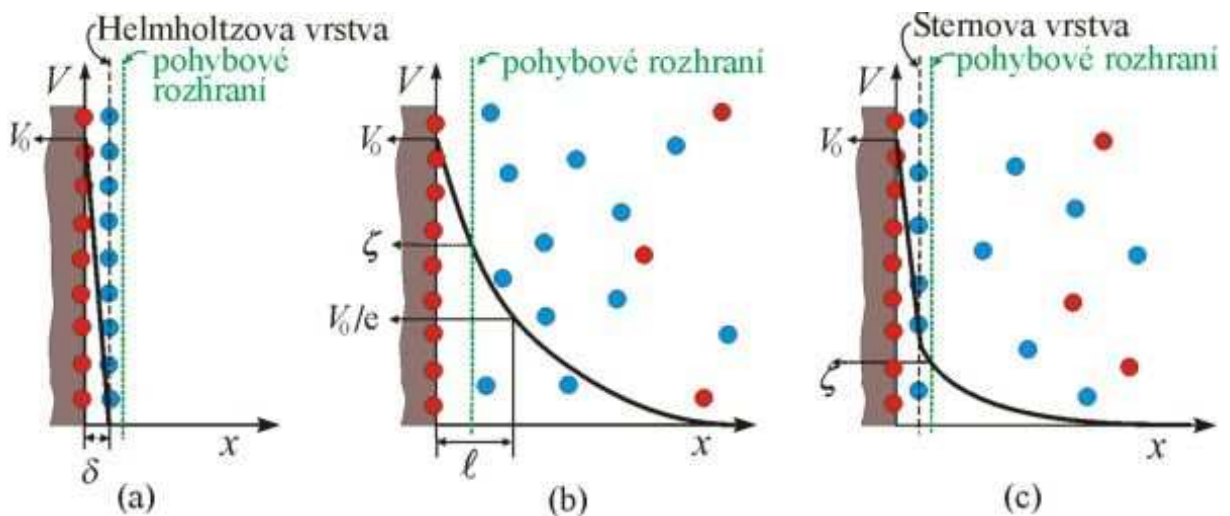 Helmholtzova vrstva
pohybové
rozhraní
V
V₀
x
δ
(a)
pohybové rozhraní
V
V₀
ζ
V₀/e
x
ℓ
(b)
Sternova vrstva
pohybové rozhraní
V
V₀
ζ
x
(c)